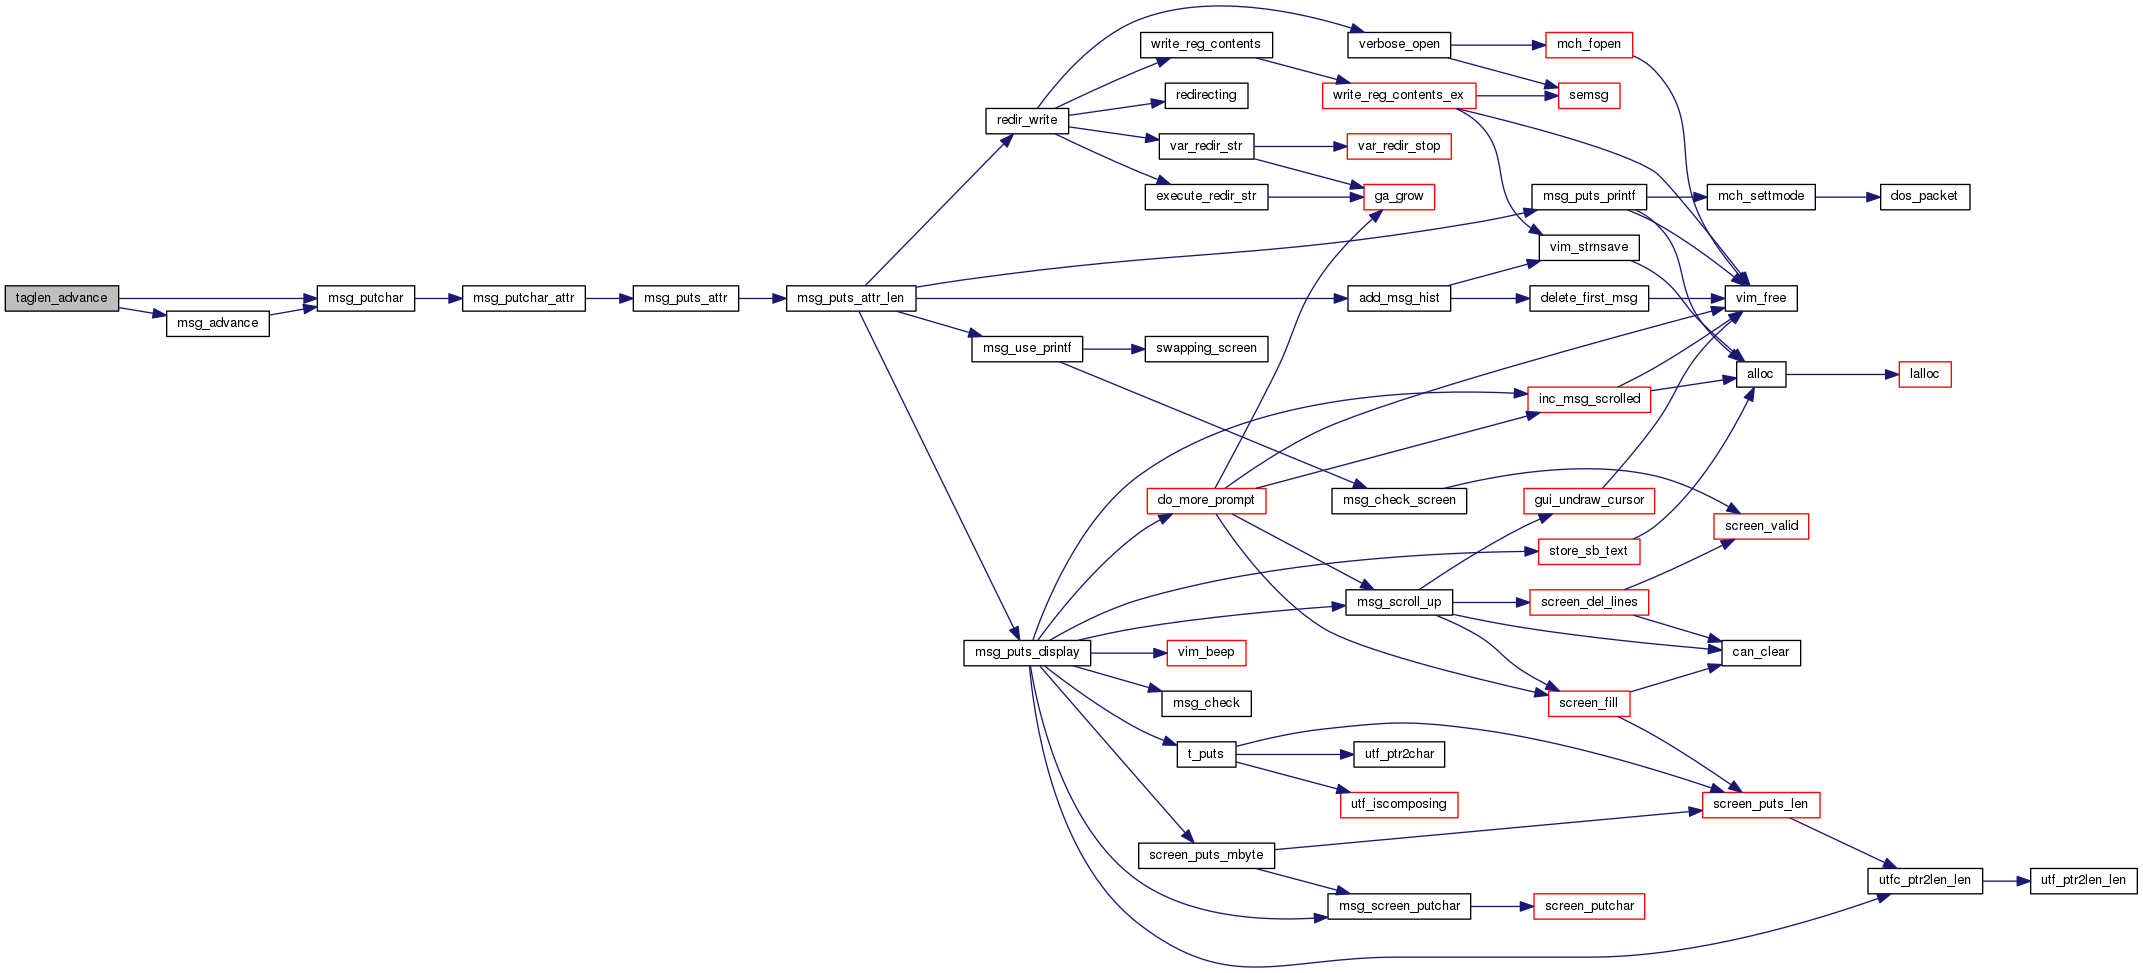 taglen_advance
msg_advance
msg_putchar
msg_putchar_attr
msg_puts_attr
msg_puts_attr_len
redir_write
write_reg_contents
redirecting
var_redir_str
execute_redir_str
verbose_open
write_reg_contents_ex
var_redir_stop
ga_grow
mch_fopen
semsg
msg_puts_printf
mch_settmode
dos_packet
vim_strnsave
add_msg_hist
delete_first_msg
vim_free
msg_use_printf
swapping_screen
alloc
lalloc
inc_msg_scrolled
do_more_prompt
msg_check_screen
gui_undraw_cursor
screen_valid
store_sb_text
msg_scroll_up
screen_del_lines
can_clear
msg_puts_display
vim_beep
msg_check
screen_fill
t_puts
utf_ptr2char
utf_iscomposing
screen_puts_len
screen_puts_mbyte
msg_screen_putchar
screen_putchar
utfc_ptr2len_len
utf_ptr2len_len